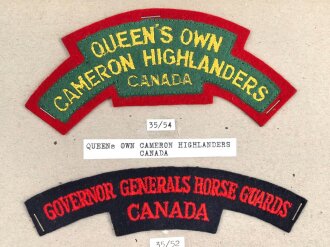 QUEEN'S OWN
CAMERON HIGHLANDERS
CANADA
35/54
QUEENs OWN CAMERON HIGHLANDERS
CANADA
GOVERNOR GENERALS HORSE GUARDS
CANADA
35/52